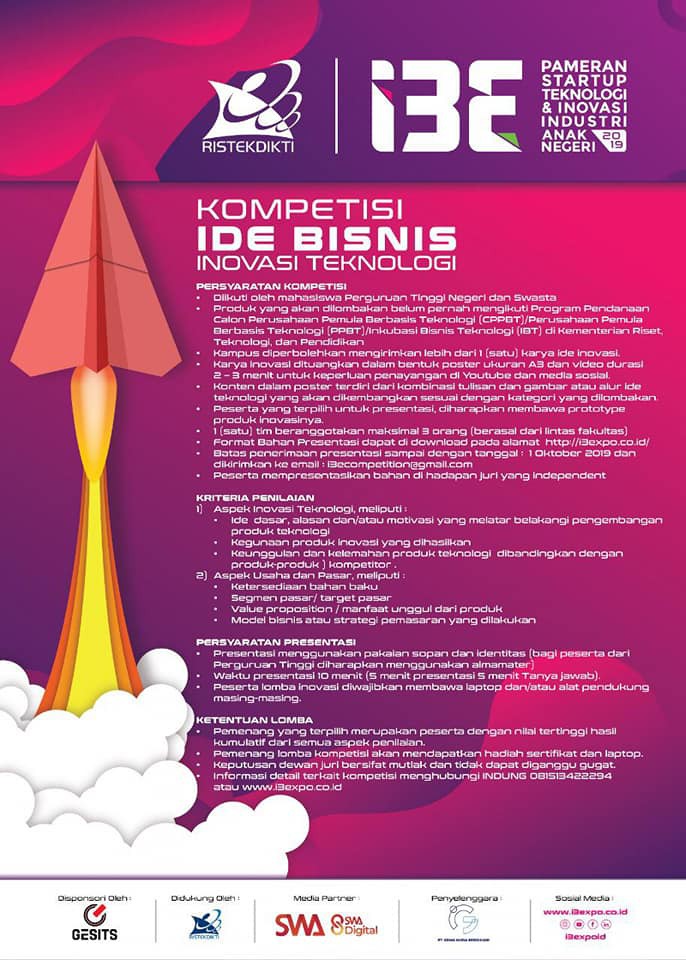 RISTEKDIKTI
i3E
PAMERAN
STARTUP
TEKNOLOGI
& INOVASI
INDUSTRI
ANAK
NEGERI 2019
KOMPETISI
IDE BISNIS
INOVASI TEKNOLOGI
PERSYARATAN KOMPETISI
• Diikuti oleh mahasiswa Perguruan Tinggi Negeri dan Swasta
• Produk yang akan dilombakan belum pernah mengikuti Program Pendanaan
Calon Perusahaan Pemula Berbasis Teknologi (CPPBT)/Perusahaan Pemula
Berbasis Teknologi (PPBT)/Inkubasi Bisnis Teknologi (IBT) di Kementerian Riset,
Teknologi, dan Pendidikan
• Kampus diperbolehkan mengirimkan lebih dari 1 (satu) karya ide inovasi.
• Karya inovasi dituangkan dalam bentuk poster ukuran A3 dan video durasi
2 – 3 menit untuk keperluan penayangan di Youtube dan media sosial.
• Konten dalam poster terdiri dari kombinasi tulisan dan gambar atau alur ide
• teknologi yang akan dikembangkan sesuai dengan kategori yang dilombakan.
• Peserta yang terpilih untuk presentasi, diharapkan membawa prototype
produk inovasinya.
• 1 (satu) tim beranggotakan maksimal 3 orang (berasal dari lintas fakultas)
• Format Bahan Presentasi dapat di download pada alamat http://i3expo.co.id/
• Batas penerimaan presentasi sampai dengan tanggal : 1 Oktober 2019 dan
dikirimkan ke email : i3ecompetition@gmail.com
• Peserta mempresentasikan bahan di hadapan juri yang independent
KRITERIA PENILAIAN
1) Aspek Inovasi Teknologi, meliputi :
• Ide dasar, alasan dan/atau motivasi yang melatar belakangi pengembangan
produk teknologi
• Kegunaan produk inovasi yang dihasilkan
• Keunggulan dan kelemahan produk teknologi dibandingkan dengan
produk-produk ) kompetitor .
2) Aspek Usaha dan Pasar, meliputi :
• Ketersediaan bahan baku
• Segmen pasar/ target pasar
• Value proposition / manfaat unggul dari produk
• Model bisnis atau strategi pemasaran yang dilakukan
PERSYARATAN PRESENTASI
• Presentasi menggunakan pakaian sopan dan identitas (bagi peserta dari
Perguruan Tinggi diharapkan menggunakan almamater)
• Waktu presentasi 10 menit (5 menit presentasi 5 menit Tanya jawab).
• Peserta lomba inovasi diwajibkan membawa laptop dan/atau alat pendukung
masing-masing.
KETENTUAN LOMBA
• Pemenang yang terpilih merupakan peserta dengan nilai tertinggi hasil
kumulatif dari semua aspek penilaian.
• Pemenang lomba kompetisi akan mendapatkan hadiah sertifikat dan laptop.
• Keputusan dewan juri bersifat mutlak dan tidak dapat diganggu gugat.
• Informasi detail terkait kompetisi menghubungi INDUNG 081513422294
atau www.i3expo.co.id
Disponsori Oleh :
GESITS
Didukung Oleh :
RISTEKDIKTI
Media Partner :
SWA
SWA
Digital
Penyelenggara :
Sosial Media :
www.i3expo.co.id
i3expoid